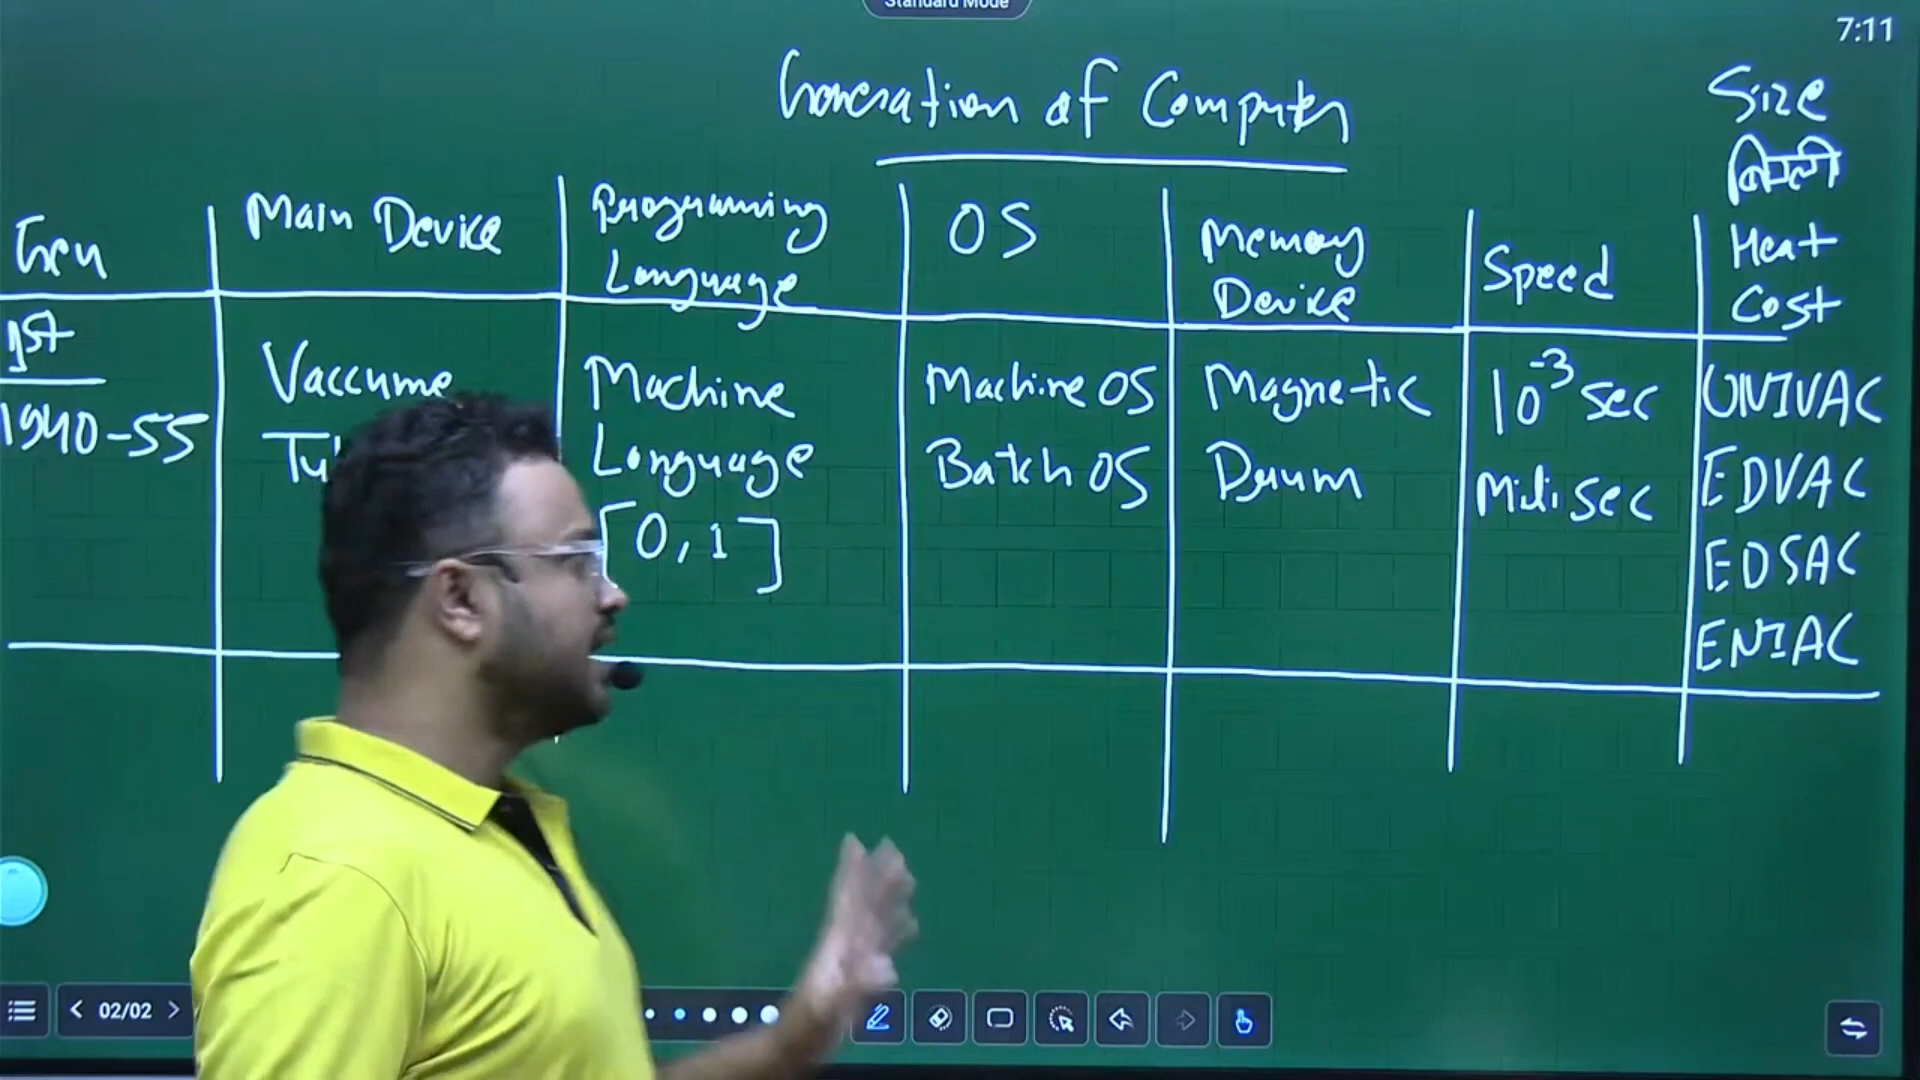 Standard Mode
7:11
Generation of Computer
Size
बिजली
Heat
Cost
Gen
Main Device
Programming
Language
OS
Memory
Device
Speed
1st
1940-55
Vaccume
Tu
Machine
Language
[0,1]
Machine OS
Batch OS
Magnetic
Drum
10⁻³ sec
Mili sec
UNIVAC
EDVAC
EDSAC
ENIAC
02/02